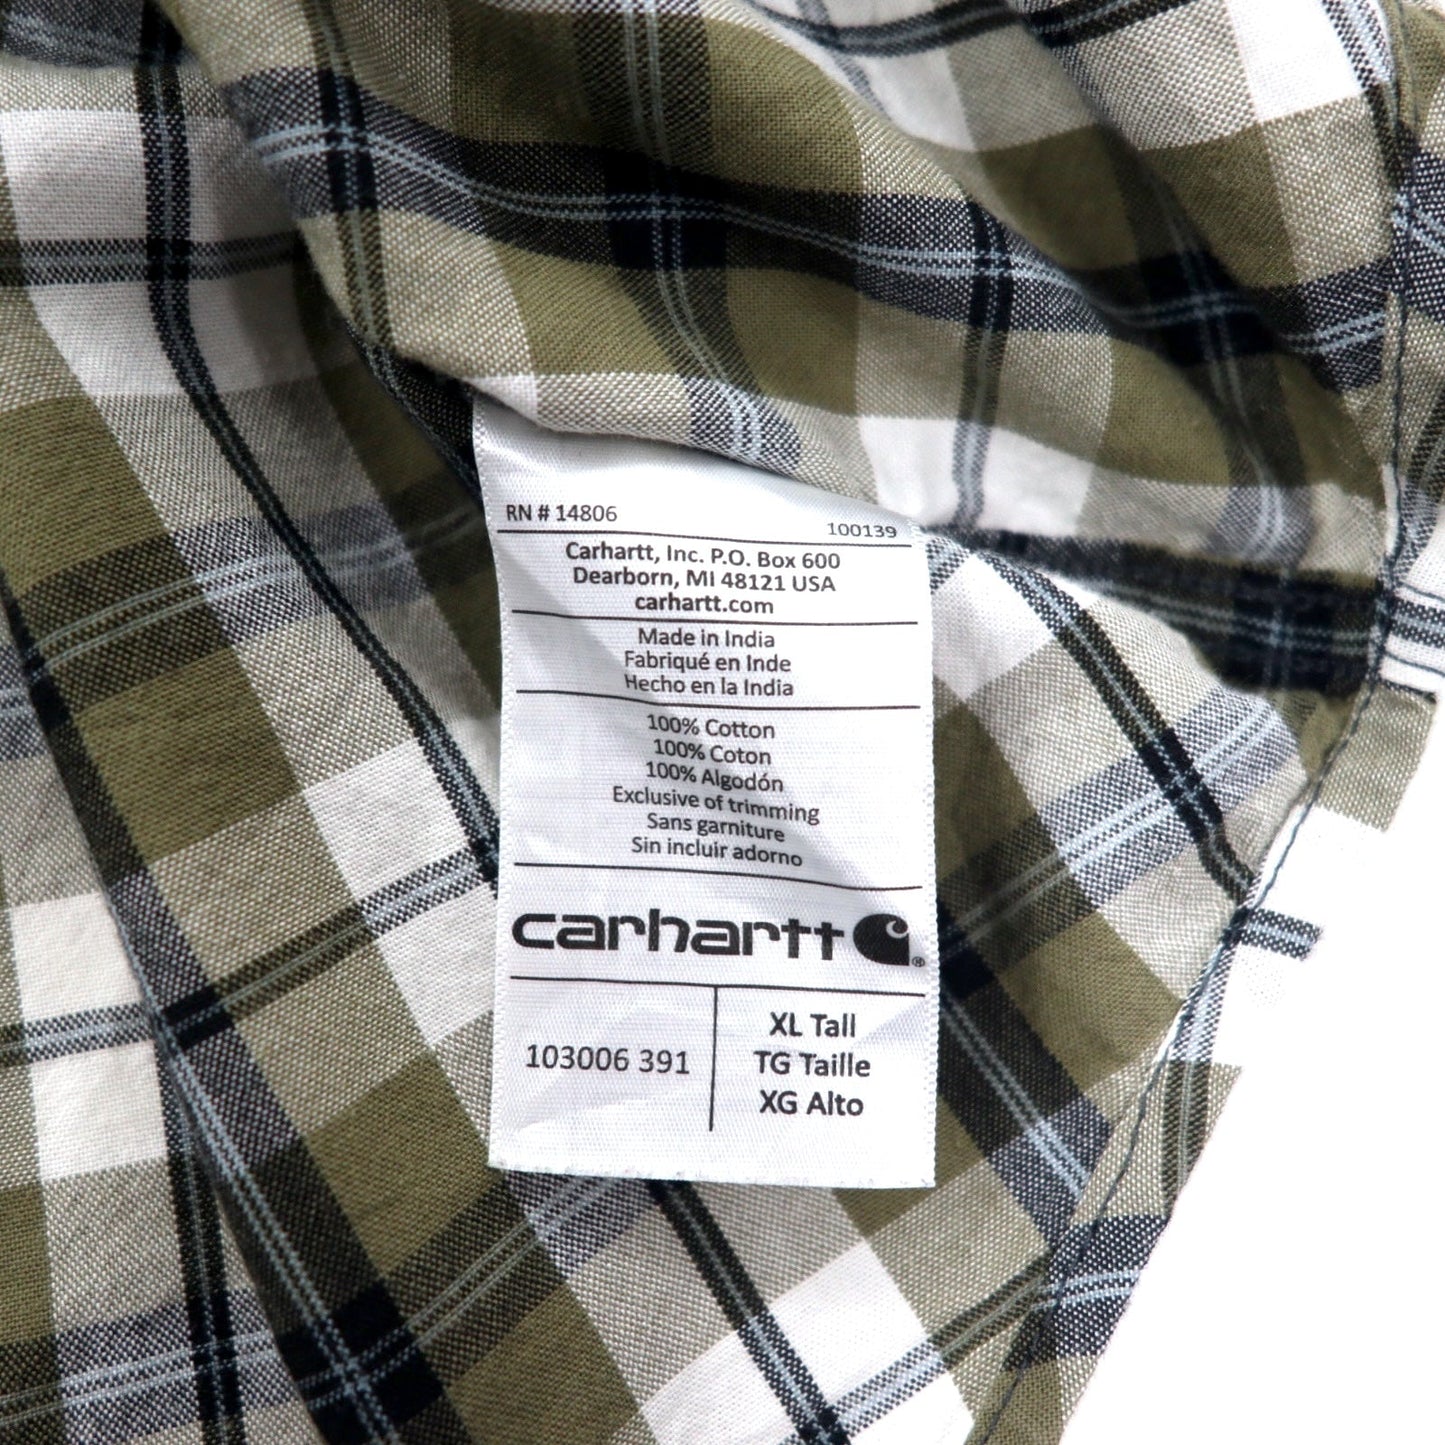 RN # 14806
100139
Carhartt, Inc. P.O. Box 600
Dearborn, MI 48121 USA
carhartt.com
Made in India
Fabriqué en Inde
Hecho en la India
100% Cotton
100% Coton
100% Algodón
Exclusive of trimming
Sans garniture
Sin incluir adorno
carhartt ®
103006 391
XL Tall
TG Taille
XG Alto